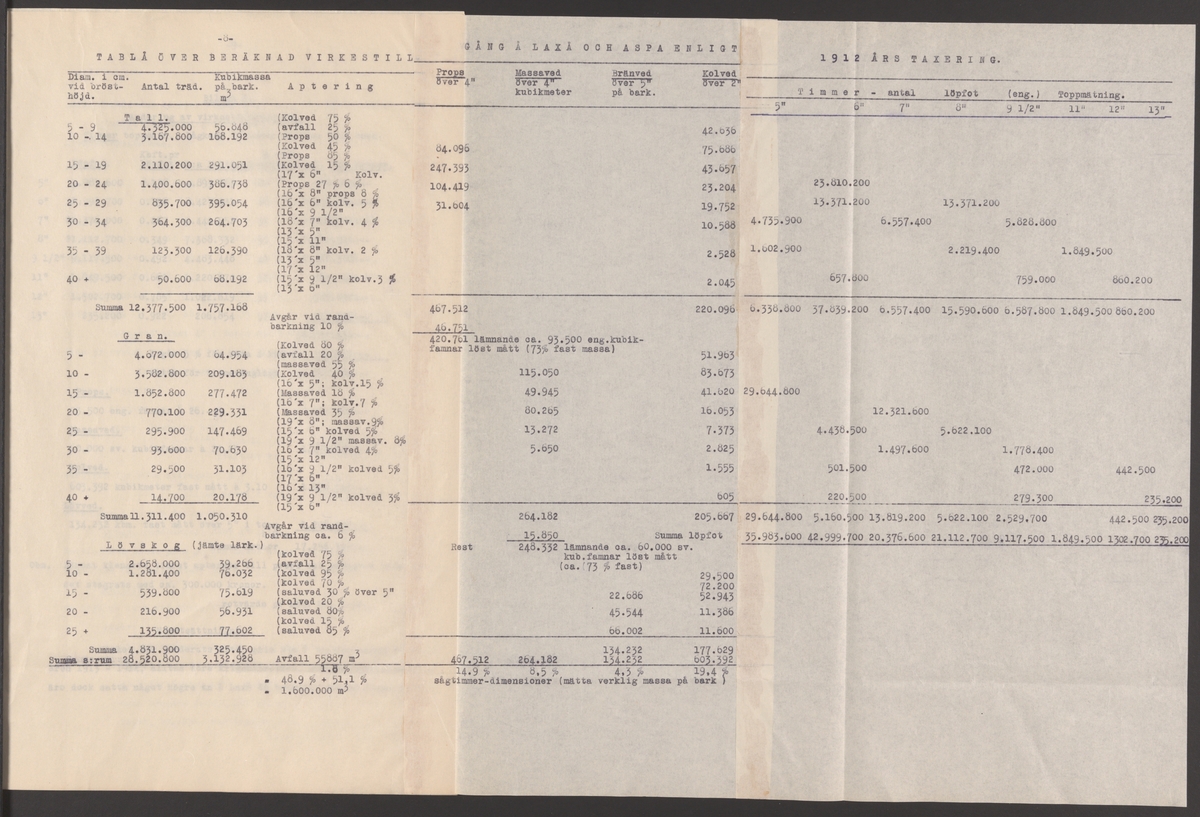 -8-
TABLÅ ÖVER BERÄKNAD VIRKESTILLGÅNG Å LAXÅ OCH ASPA ENLIGT 1912 ÅRS TAXERING.
Diam. i cm. Kubikmassa Props Massaved Bränved Kolved
vid bröst- Antal träd. på bark. Aptering över 4" över 4" över 5" över 2" Timmer - antal löpfot (eng.) Toppmätning.
höjd. m3 kubikmeter på bark. 5" 6" 7" 8" 9 1/2" 11" 12" 13"
Tall. (Kolved 75 %
5 - 9 4.325.000 56.848 (avfall 25 % 42.636
10 - 14 3.167.800 168.192 (Props 50 %
(Kolved 45 % 84.096 75.686
(Props 85 %
15 - 19 2.110.200 291.051 (Kolved 15 % 247.393 43.657
(17'x 6" Kolv.
20 - 24 1.400.600 386.738 (Props 27 % 6 % 104.419 23.204 23.810.200
(16'x 8" props 8 %
25 - 29 835.700 395.054 (16'x 6" kolv. 5 % 31.604 19.752 13.371.200 13.371.200
(16'x 9 1/2"
30 - 34 364.300 264.703 (18'x 7" kolv. 4 % 10.588 4.735.900 6.557.400 5.828.800
(13'x 5"
(15'x 11"
35 - 39 123.300 126.390 (18'x 8" kolv. 2 % 2.528 1.602.900 2.219.400 1.849.500
(13'x 5"
(17'x 12"
40 + 50.600 68.192 (15'x 9 1/2" kolv.3 % 2.045 657.800 759.000 860.200
(13'x 6"
Summa 12.377.500 1.757.168 467.512 220.096 6.338.800 37.839.200 6.557.400 15.590.600 6.587.800 1.849.500 860.200
Avgår vid rand-
barkning 10 % 46.751
Gran. 420.761 lämnande ca. 93.500 eng.kubik-
(Kolved 80 % famnar löst mått (73% fast massa)
5 - 4.672.000 64.954 (avfall 20 % 51.963
(massaved 55 %
10 - 3.582.800 209.183 (Kolved 40 % 115.050 83.673
(16'x 5"; kolv.15 %
15 - 1.852.800 277.472 (Massaved 18 % 49.945 41.620 29.644.800
(16'x 7"; kolv.7 %
20 - 770.100 229.331 (Massaved 35 % 80.265 16.053 12.321.600
(19'x 8"; massav.9%
25 - 295.900 147.469 (15'x 6" kolved 5% 13.272 7.373 4.438.500 5.622.100
(19'x 9 1/2" massav. 8%
30 - 93.600 70.630 (16'x 7" kolved 4% 5.650 2.825 1.497.600 1.778.400
(15'x 12"
35 - 29.500 31.103 (16'x 9 1/2" kolved 5% 1.555 501.500 472.000 442.500
(17'x 6"
(16'x 13"
40 + 14.700 20.178 (19'x 9 1/2" kolved 3% 605 220.500 279.300 235.200
(15'x 6"
Summa 11.311.400 1.050.310 264.182 205.667 29.644.800 5.160.500 13.819.200 5.622.100 2.529.700 442.500 235.200
Avgår vid rand-
barkning ca. 6 % 15.850 Summa löpfot 35.983.600 42.999.700 20.376.600 21.112.700 9.117.500 1.849.500 1302.700 235.200
Lövskog (jämte lärk.) Rest 248.332 lämnande ca. 60.000 sv.
(kolved 75 % kub.famnar löst mått
5 - 2.658.000 39.266 (avfall 25 % (ca. 73 % fast)
10 - 1.281.400 76.032 (kolved 95 % 29.500
(kolved 70 % 72.200
15 - 539.800 75.619 (saluved 30 % över 5" 22.686 52.943
(kolved 20 %
20 - 216.900 56.931 (saluved 80% 45.544 11.386
(kolved 15 %
25 + 135.800 77.602 (saluved 85 % 66.002 11.600
Summa 4.831.900 325.450 134.232 177.629
Summa s:rum 28.520.800 3.132.928 Avfall 55887 m3 467.512 264.182 134.232 603.392
1.8 % 14.9 % 8,5 % 4.3 % 19,4 %
= 48.9 % + 51,1 % sågtimmer-dimensioner (mätta verklig massa på bark )
= 1.600.000 m3